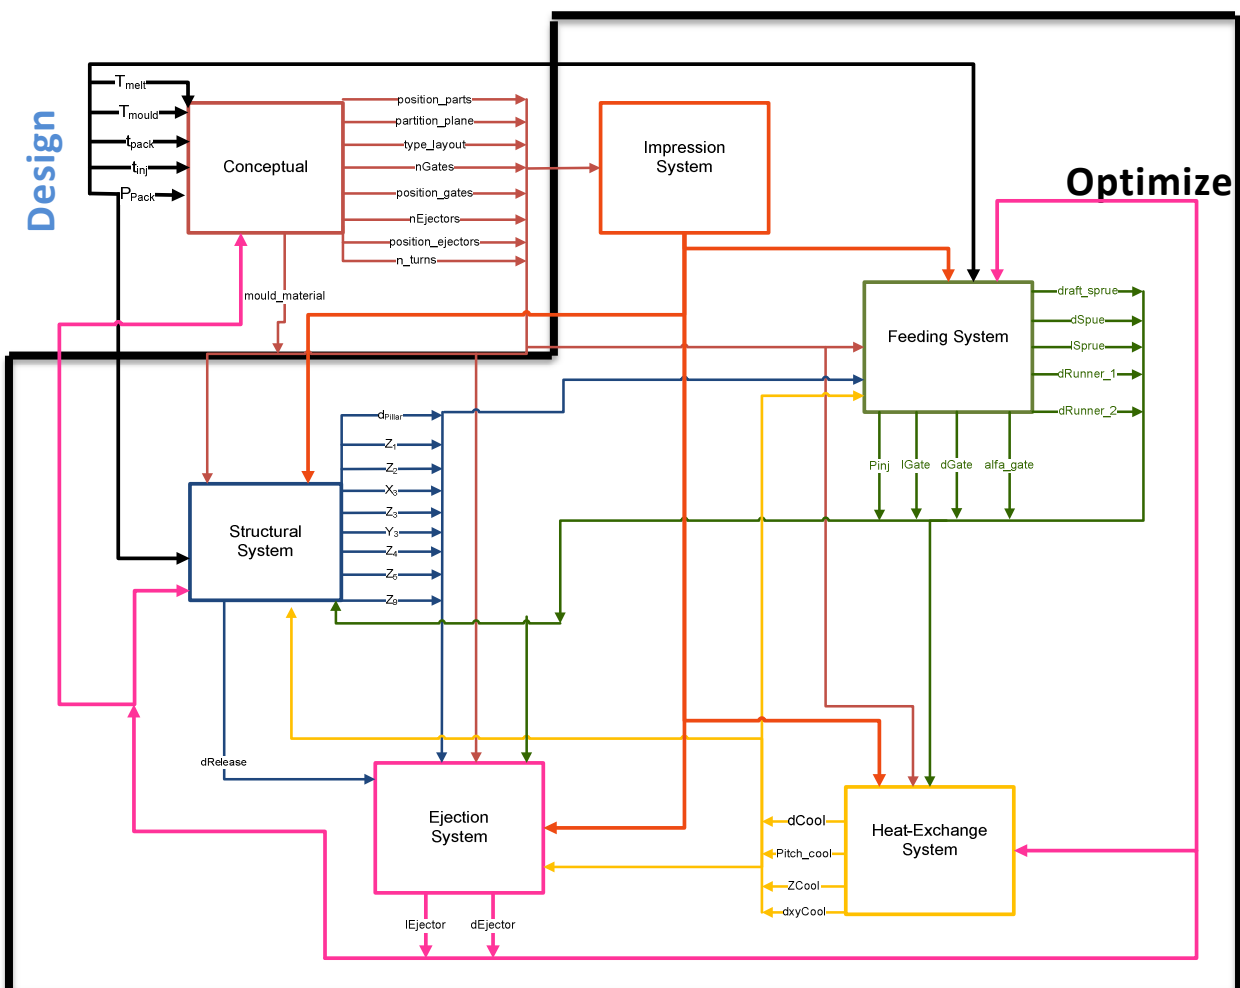 Design
Optimize
Tmelt
Tmould
tpack
tinj
PPack
Conceptual
position_parts
partition_plane
type_layout
nGates
position_gates
nEjectors
position_ejectors
n_turns
mould_material
Impression
System
Feeding System
draft_sprue
dSpue
lSprue
dRunner_1
dRunner_2
Pinj
lGate
dGate
alfa_gate
Structural
System
dPillar
Z1
Z2
X3
Z3
Y3
Z4
Z5
Z9
dRelease
Ejection
System
lEjector
dEjector
Heat-Exchange
System
dCool
Pitch_cool
ZCool
dxyCool